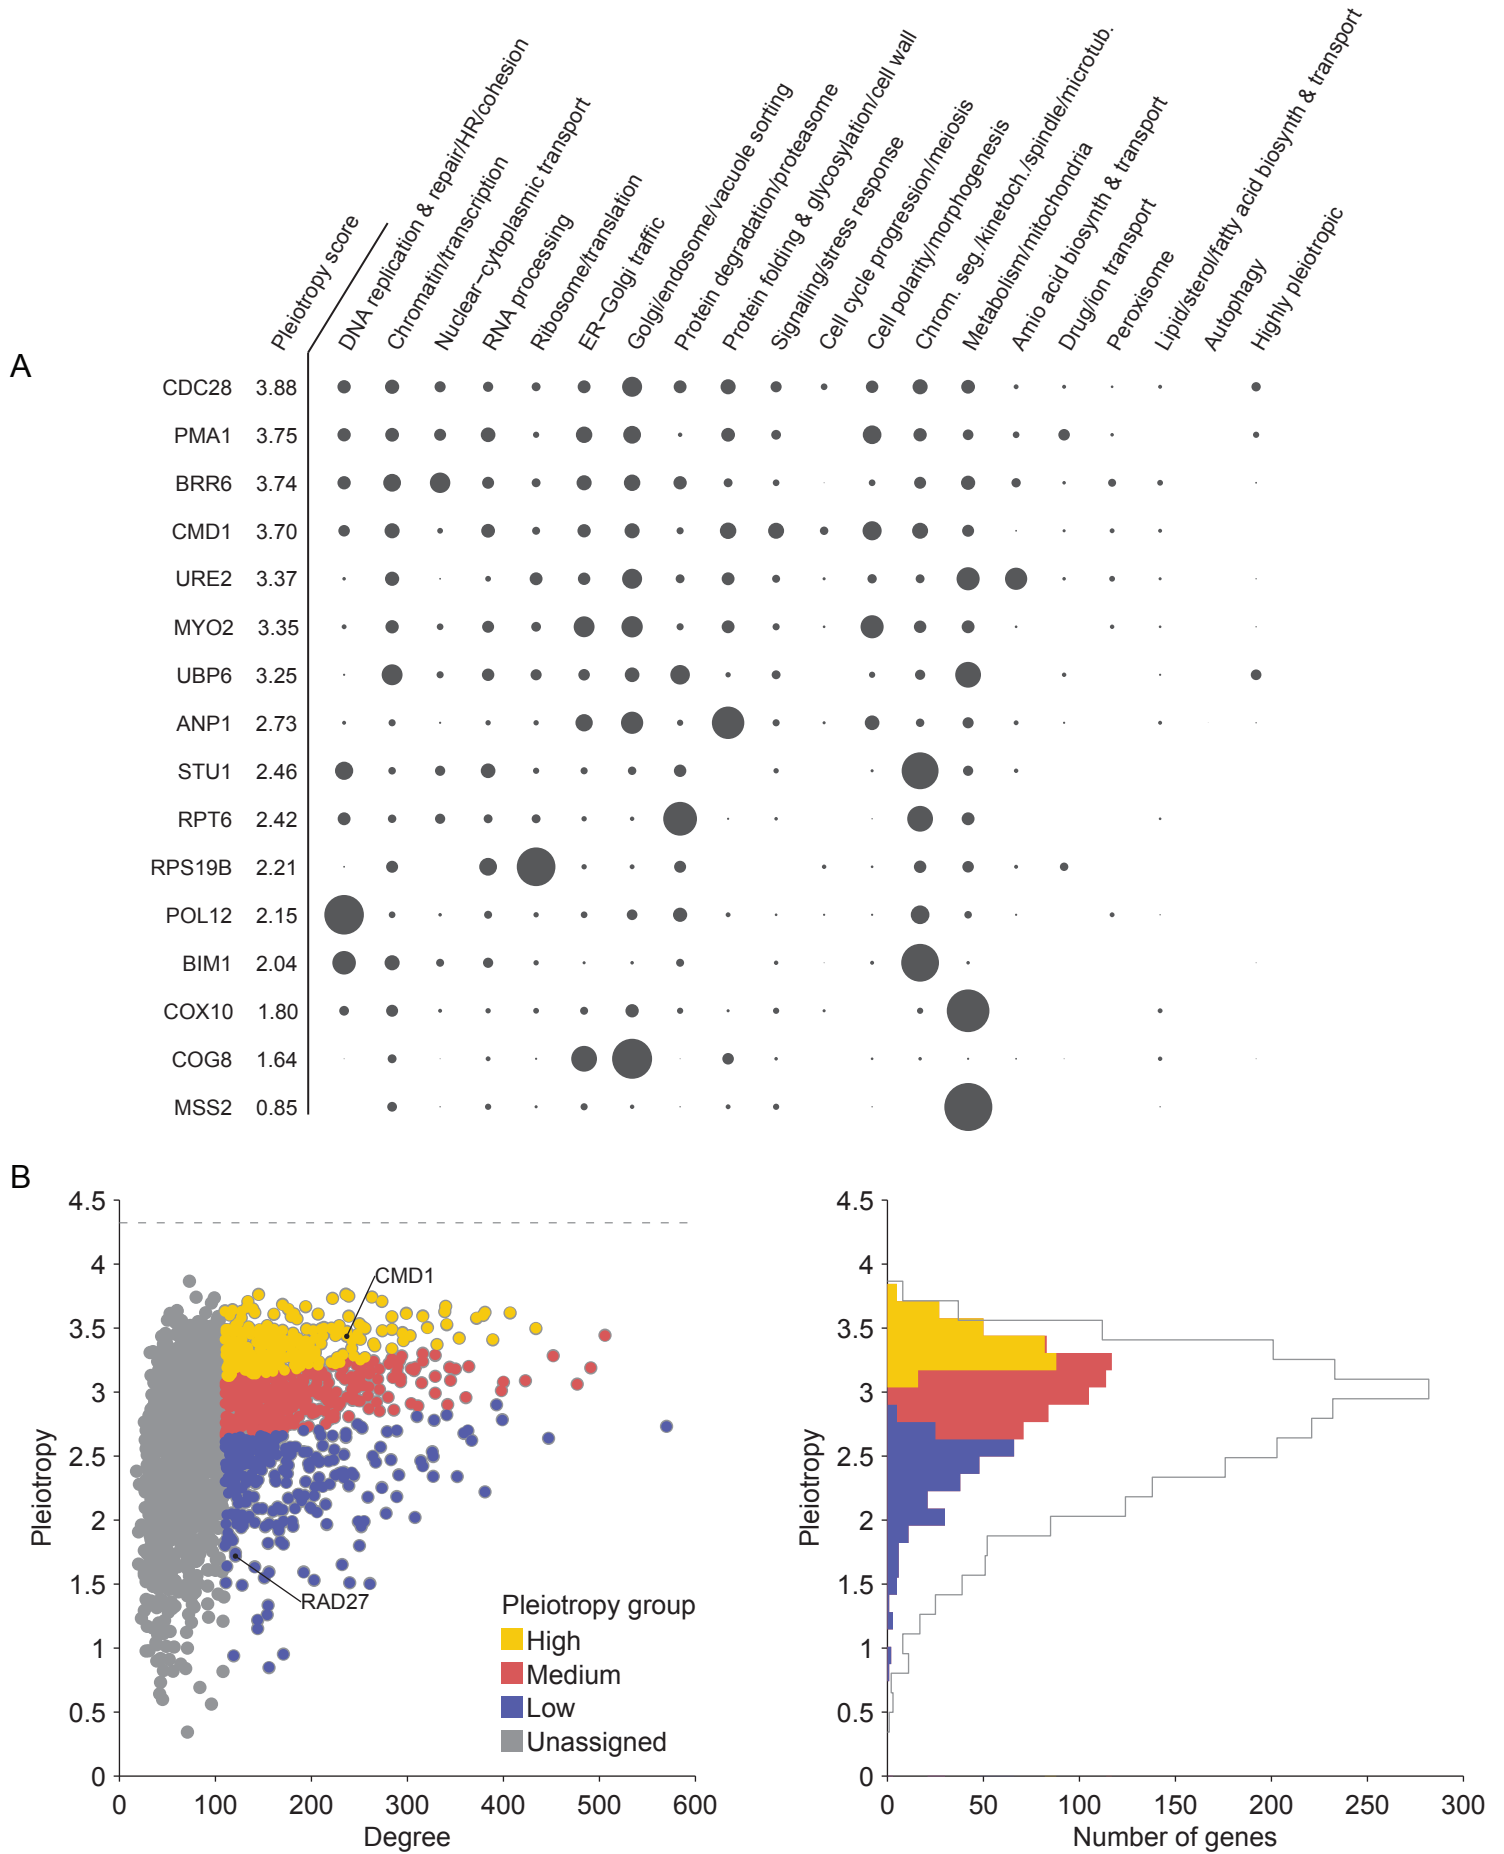 A
Pleiotropy score
DNA replication & repair/HR/cohesion
Chromatin/transcription
Nuclear−cytoplasmic transport
RNA processing
Ribosome/translation
ER−Golgi traffic
Golgi/endosome/vacuole sorting
Protein degradation/proteasome
Protein folding & glycosylation/cell wall
Signaling/stress response
Cell cycle progression/meiosis
Cell polarity/morphogenesis
Chrom. seg./kinetoch./spindle/microtub.
Metabolism/mitochondria
Amio acid biosynth & transport
Drug/ion transport
Peroxisome
Lipid/sterol/fatty acid biosynth & transport
Autophagy
Highly pleiotropic
CDC28 3.88
PMA1 3.75
BRR6 3.74
CMD1 3.70
URE2 3.37
MYO2 3.35
UBP6 3.25
ANP1 2.73
STU1 2.46
RPT6 2.42
RPS19B 2.21
POL12 2.15
BIM1 2.04
COX10 1.80
COG8 1.64
MSS2 0.85
B
4.5
4
3.5
3
2.5
2
1.5
1
0.5
0
Pleiotropy
0 100 200 300 400 500 600
Degree
CMD1
RAD27
Pleiotropy group
High
Medium
Low
Unassigned
4.5
4
3.5
3
2.5
2
1.5
1
0.5
0
Pleiotropy
0 50 100 150 200 250 300
Number of genes